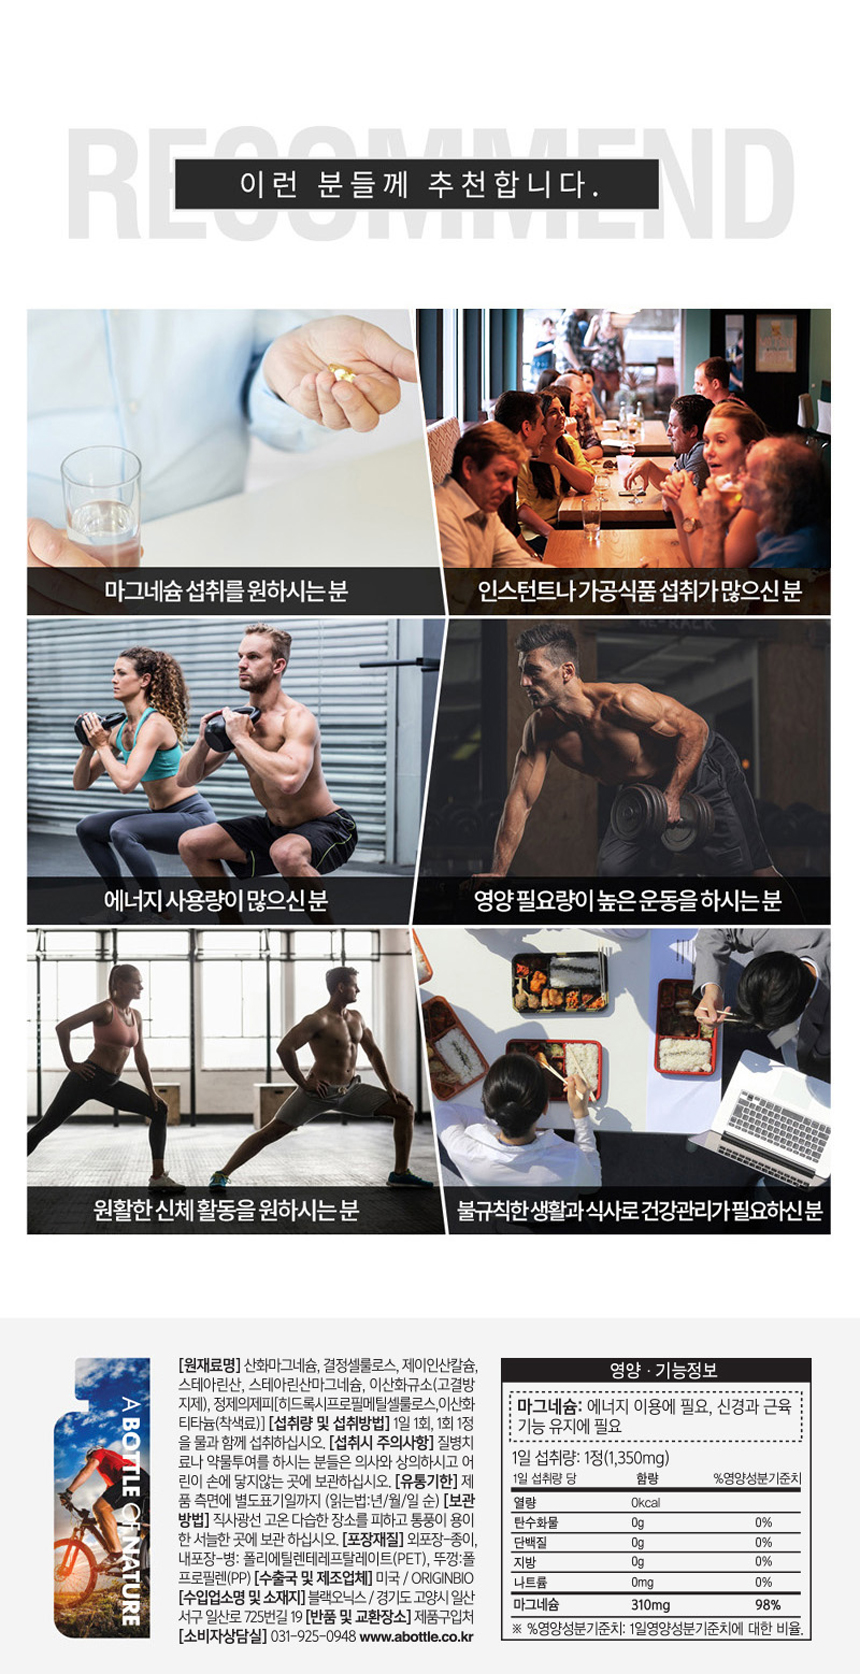 RECOMMEND
이런 분들께 추천합니다.
마그네슘 섭취를 원하시는 분
인스턴트나 가공식품 섭취가 많으신 분
에너지 사용량이 많으신 분
영양 필요량이 높은 운동을 하시는 분
원활한 신체 활동을 원하시는 분
불규칙한 생활과 식사로 건강관리가 필요하신 분
A BOTTLE OF NATURE
[원재료명] 산화마그네슘, 결정셀룰로스, 제이인산칼슘,
스테아린산, 스테아린산마그네슘, 이산화규소(고결방
지제), 정제의제피[히드록시프로필메틸셀룰로스,이산화
티타늄(착색료)] [섭취량 및 섭취방법] 1일 1회, 1회 1정
을 물과 함께 섭취하십시오. [섭취시 주의사항] 질병치
료나 약물투여를 하시는 분들은 의사와 상의하시고 어
린이 손에 닿지않는 곳에 보관하십시오. [유통기한] 제
품 측면에 별도표기일까지 (읽는법:년/월/일 순) [보관
방법] 직사광선 고온 다습한 장소를 피하고 통풍이 용이
한 서늘한 곳에 보관 하십시오. [포장재질] 외포장-종이,
내포장-병: 폴리에틸렌테레프탈레이트(PET), 뚜껑:폴
프로필렌(PP) [수출국 및 제조업체] 미국 / ORIGINBIO
[수입업소명 및 소재지] 블랙오닉스 / 경기도 고양시 일산
서구 일산로 725번길 19 [반품 및 교환장소] 제품구입처
[소비자상담실] 031-925-0948 www.abottle.co.kr
영양 · 기능정보
마그네슘: 에너지 이용에 필요, 신경과 근육
기능 유지에 필요
1일 섭취량: 1정(1,350mg)
1일 섭취량 당 함량 %영양성분기준치
열량 0kcal
탄수화물 0g 0%
단백질 0g 0%
지방 0g 0%
나트륨 0mg 0%
마그네슘 310mg 98%
※ %영양성분기준치: 1일영양성분기준치에 대한 비율.